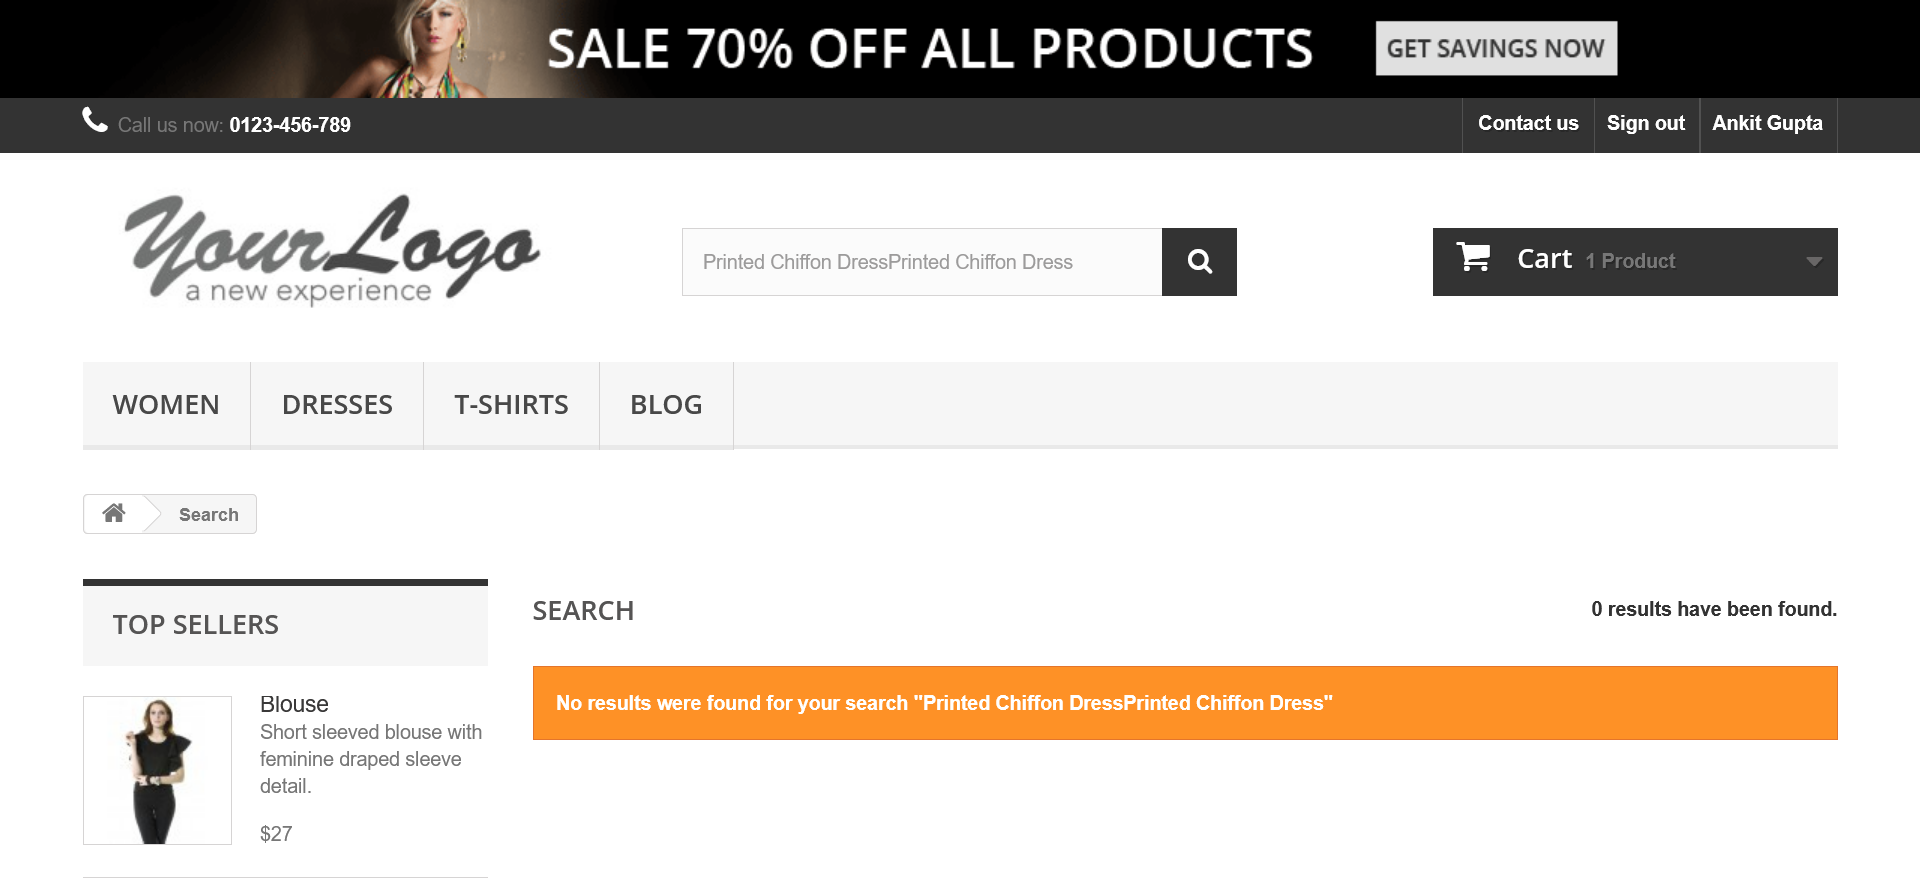 SALE 70% OFF ALL PRODUCTS
GET SAVINGS NOW
Call us now: 0123-456-789
Contact us
Sign out
Ankit Gupta
Your Logo
a new experience
Printed Chiffon DressPrinted Chiffon Dress
Cart 1 Product
WOMEN
DRESSES
T-SHIRTS
BLOG
Search
TOP SELLERS
Blouse
Short sleeved blouse with
feminine draped sleeve
detail.
$27
SEARCH
0 results have been found.
No results were found for your search "Printed Chiffon DressPrinted Chiffon Dress"